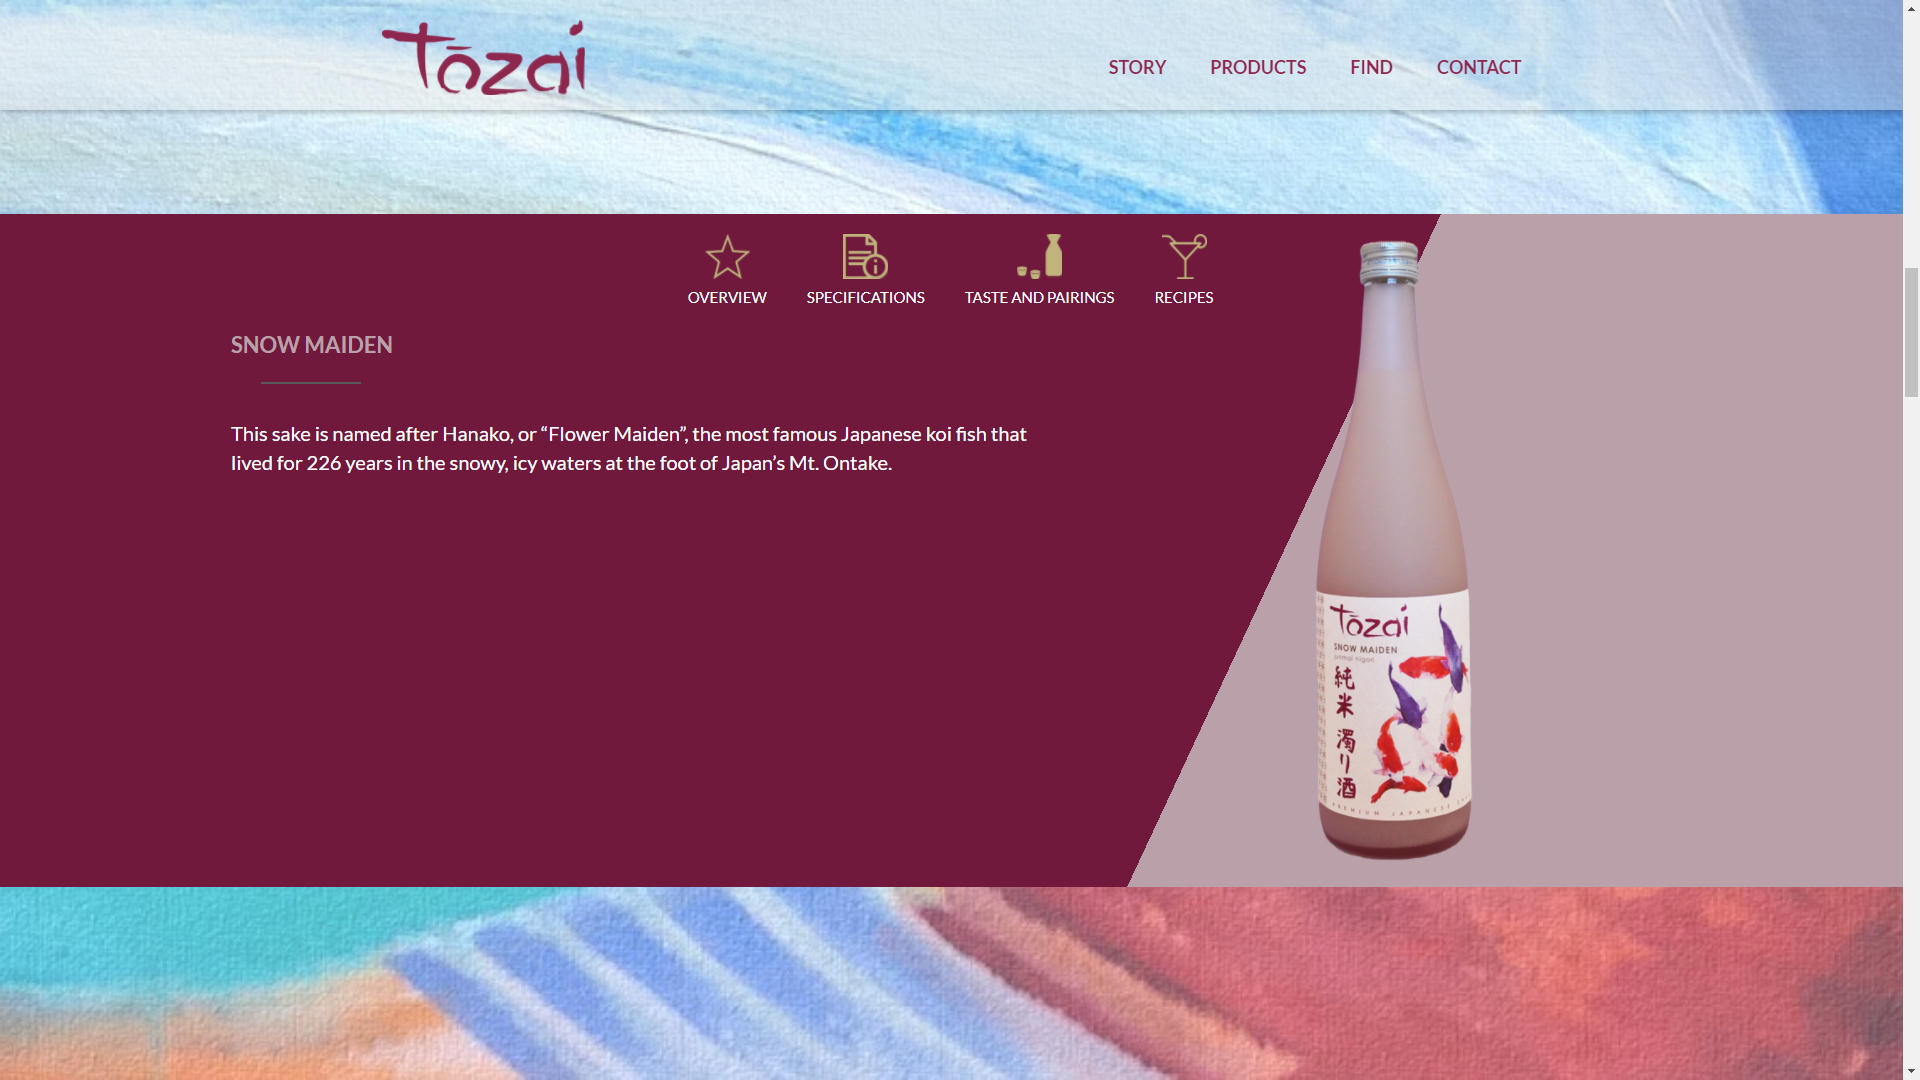 Tōzai
STORY PRODUCTS FIND CONTACT
OVERVIEW SPECIFICATIONS TASTE AND PAIRINGS RECIPES
SNOW MAIDEN
This sake is named after Hanako, or “Flower Maiden”, the most famous Japanese koi fish that
lived for 226 years in the snowy, icy waters at the foot of Japan’s Mt. Ontake.
Tōzai
SNOW MAIDEN
junmai nigori
純米 濁り酒
PREMIUM JAPANESE